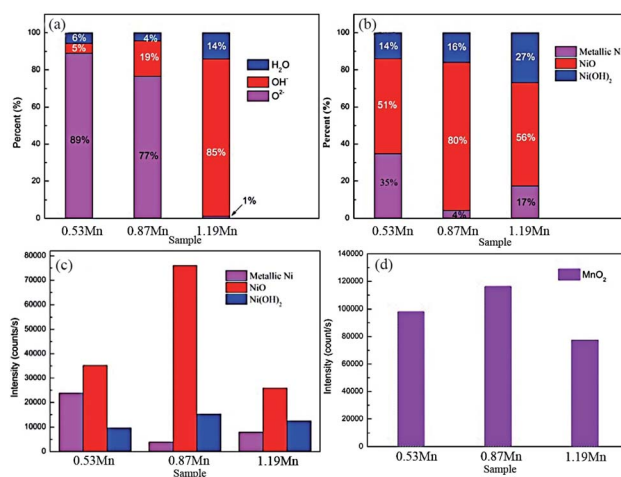 (a)
100
80
60
40
20
0
Percent (%)
6%
5%
89%
4%
19%
77%
14%
85%
1%
H₂O
OH⁻
O²⁻
0.53Mn 0.87Mn 1.19Mn
Sample
(b)
100
80
60
40
20
0
Percent (%)
14%
51%
35%
16%
80%
4%
27%
56%
17%
Metallic Ni
NiO
Ni(OH)₂
0.53Mn 0.87Mn 1.19Mn
Sample
(c)
80000
70000
60000
50000
40000
30000
20000
10000
0
Intensity (counts/s)
Metallic Ni
NiO
Ni(OH)₂
0.53Mn 0.87Mn 1.19Mn
Sample
(d)
140000
120000
100000
80000
60000
40000
20000
0
Intensity (counts/s)
MnO₂
0.53Mn 0.87Mn 1.19Mn
Sample